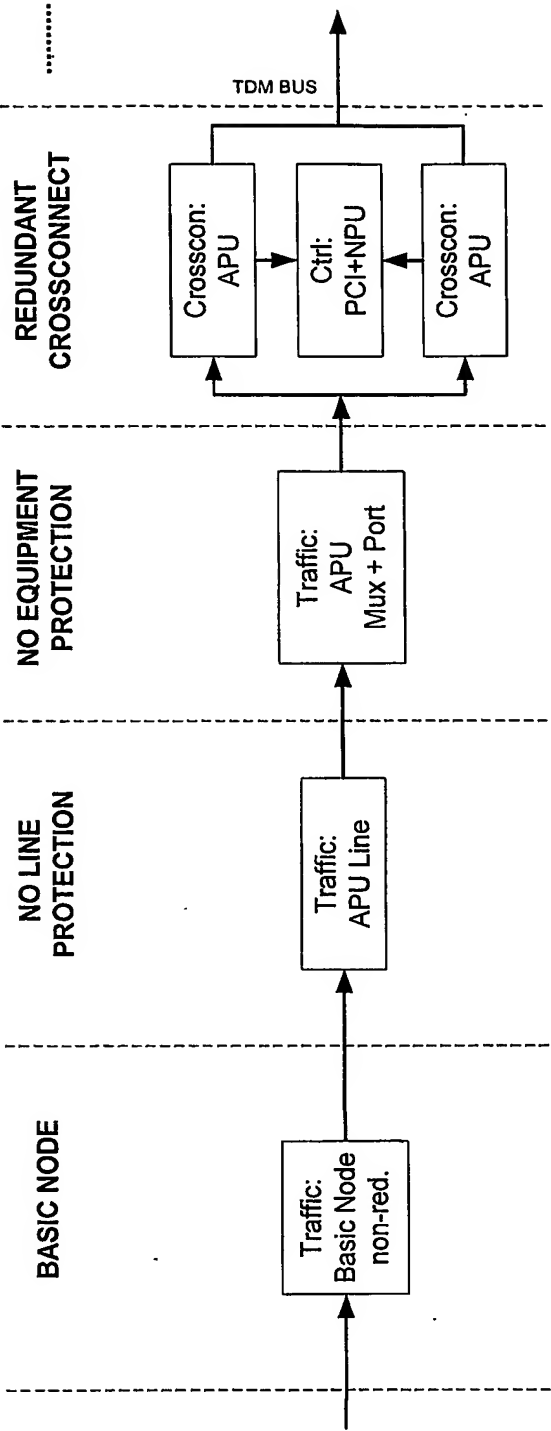 BASIC NODE
Traffic:
Basic Node
non-red.
NO LINE
PROTECTION
Traffic:
APU Line
NO EQUIPMENT
PROTECTION
Traffic:
APU
Mux + Port
REDUNDANT
CROSSCONNECT
Crosscon:
APU
Ctrl:
PCI+NPU
Crosscon:
APU
TDM BUS
..........